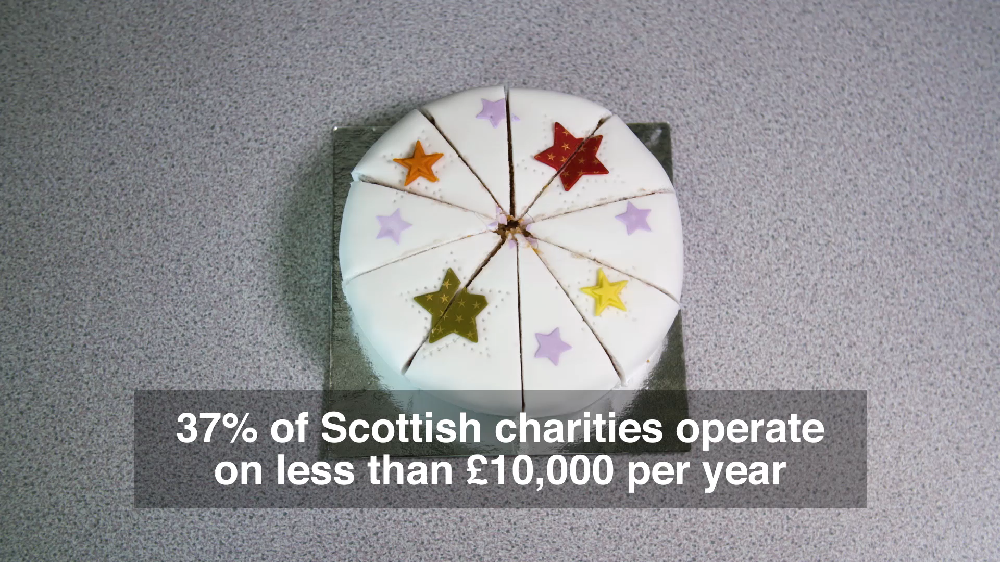 37% of Scottish charities operate
on less than £10,000 per year